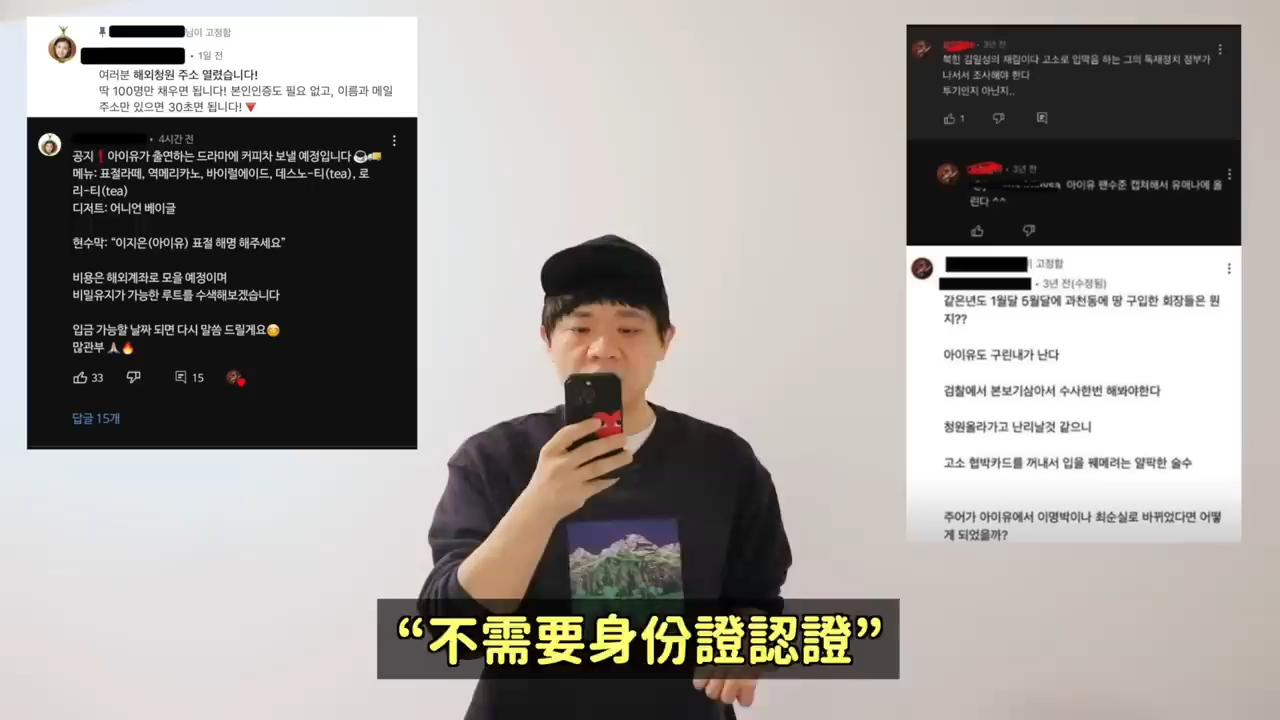 님이 고정함
• 1일 전
여러분 해외청원 주소 열렸습니다!
딱 100명만 채우면 됩니다! 본인인증도 필요 없고, 이름과 메일
주소만 있으면 30초면 됩니다!🔻
• 4시간 전
공지❗아이유가 출연하는 드라마에 커피차 보낼 예정입니다☕🚚
메뉴: 표절라떼, 역메리카노, 바이럴에이드, 데스노-티(tea), 로
리-티(tea)
디저트: 어니언 베이글
현수막: “이지은(아이유) 표절 해명 해주세요”
비용은 해외계좌로 모을 예정이며
비밀유지가 가능한 루트를 수색해보겠습니다
입금 가능할 날짜 되면 다시 말씀 드릴게요😊
많관부🙏🏻🔥
33
15
답글 15개
• 3년 전
북한 김일성의 재림이다 고소로 입막음 하는 그의 독재정치 정부가
나서서 조사해야 한다
투기인지 아닌지..
1
• 3년 전
아이유 팬수준 캡쳐해서 유애나에 올
린다 ^^
고정함
• 3년 전(수정됨)
같은년도 1월달 5월달에 과천동에 땅 구입한 회장들은 뭔
지??
아이유도 구린내가 난다
검찰에서 본보기삼아서 수사한번 해봐야한다
청원올라가고 난리날것 같으니
고소 협박카드를 꺼내서 입을 꿰메려는 얄팍한 술수
주어가 아이유에서 이명박이나 최순실로 바뀌었다면 어떻
게 되었을까?
“不需要身份證認證”